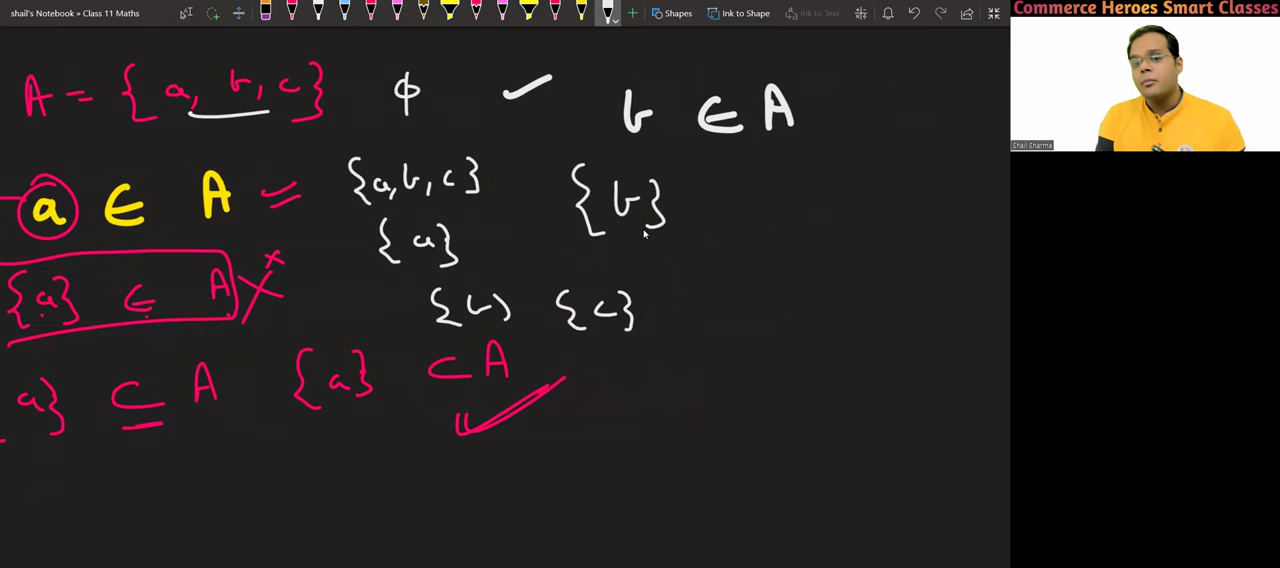 shail's Notebook » Class 11 Maths
Shapes
Ink to Shape
Ink to Text
Commerce Heroes Smart Classes
Shail Sharma
A = { a, b, c } ϕ ✓ b ∈ A
a ∈ A = {a, b, c} {b}
{a}
{a} ∈ A × {b} {c}
a} ⊆ A {a} ⊂ A ✓